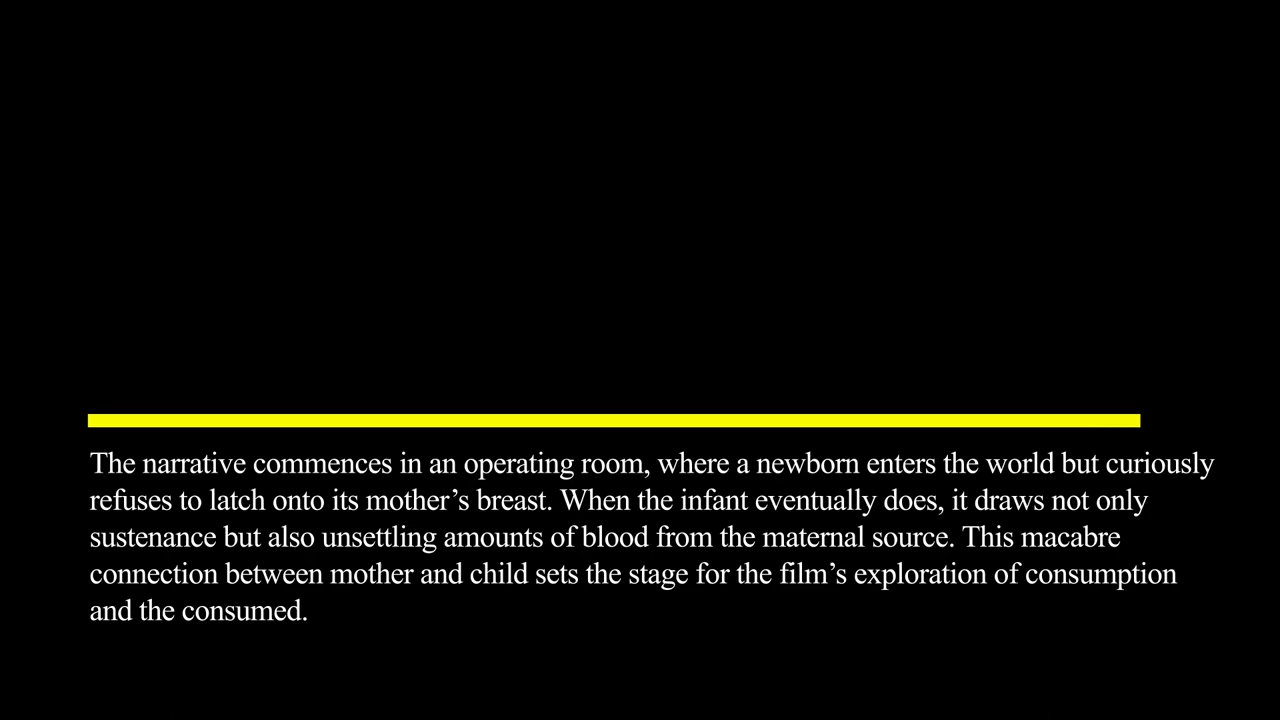 The narrative commences in an operating room, where a newborn enters the world but curiously
refuses to latch onto its mother’s breast. When the infant eventually does, it draws not only
sustenance but also unsettling amounts of blood from the maternal source. This macabre
connection between mother and child sets the stage for the film’s exploration of consumption
and the consumed.